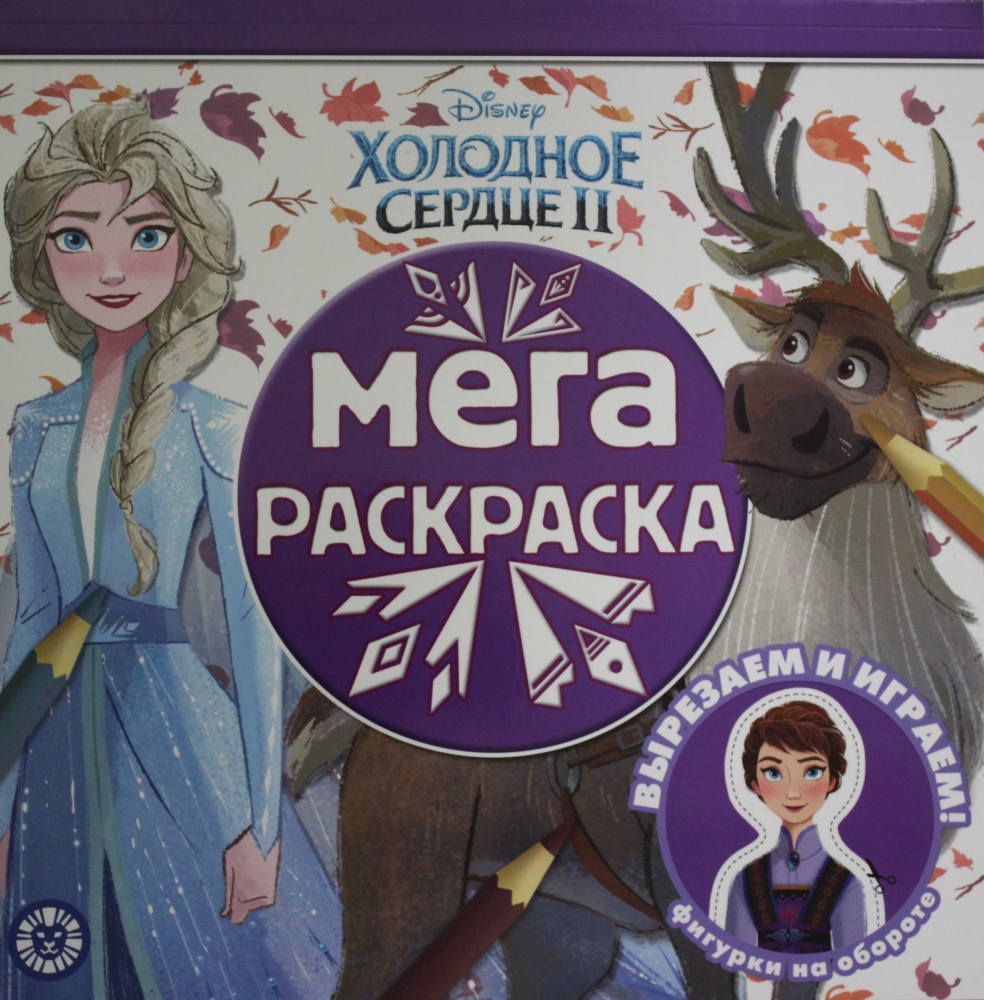 Disney
ХОЛОДНОЕ
СЕРДЦЕ II
мега
РАСКРАСКА
ВЫРЕЗАЕМ И ИГРАЕМ!
фигурки на обороте